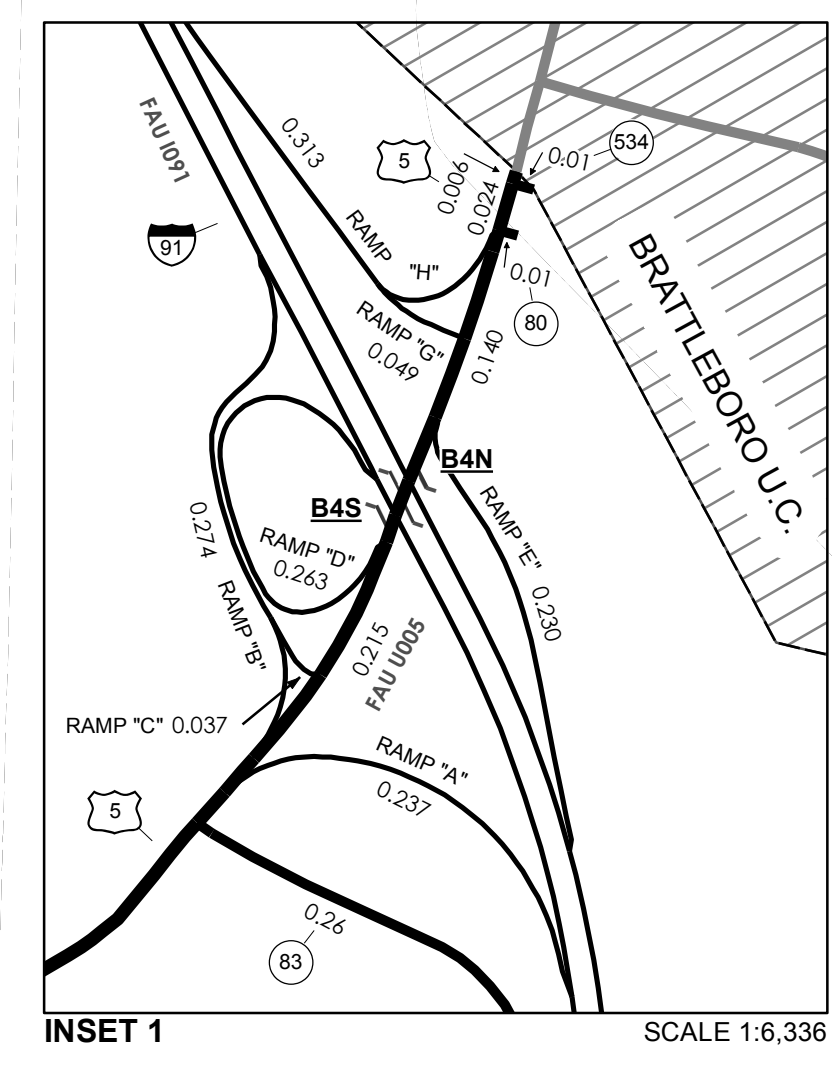 FAU I091
0.313
5
0.006
0.01
534
0.024
91
RAMP
"H"
0.01
80
BRATTLEBORO U.C.
RAMP "G"
0.049
0.140
B4N
B4S
RAMP "E"
0.230
0.274
RAMP "D"
0.263
RAMP "B"
0.215
FAU U005
RAMP "C" 0.037
RAMP "A"
0.237
5
0.26
83
INSET 1
SCALE 1:6,336